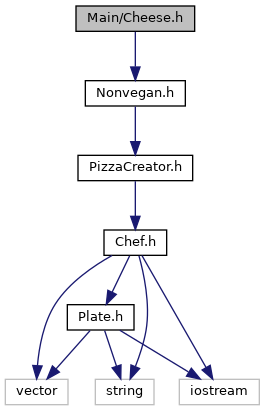 Main/Cheese.h
Nonvegan.h
PizzaCreator.h
Chef.h
Plate.h
vector
string
iostream